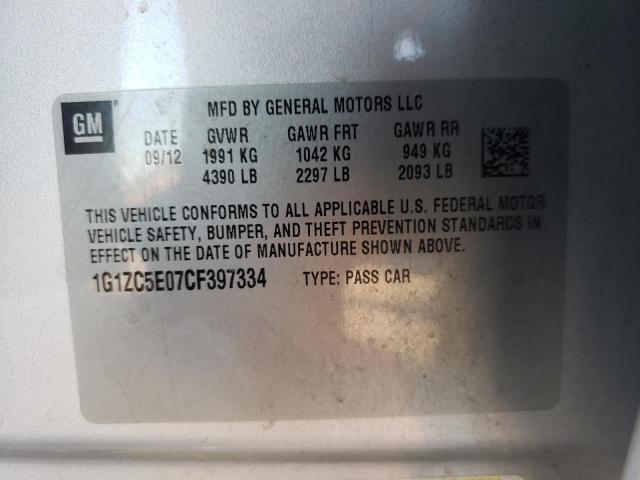 GM ®
MFD BY GENERAL MOTORS LLC
DATE GVWR GAWR FRT GAWR RR
09/12 1991 KG 1042 KG 949 KG
4390 LB 2297 LB 2093 LB
THIS VEHICLE CONFORMS TO ALL APPLICABLE U.S. FEDERAL MOTOR
VEHICLE SAFETY, BUMPER, AND THEFT PREVENTION STANDARDS IN
EFFECT ON THE DATE OF MANUFACTURE SHOWN ABOVE.
1G1ZC5E07CF397334 TYPE: PASS CAR